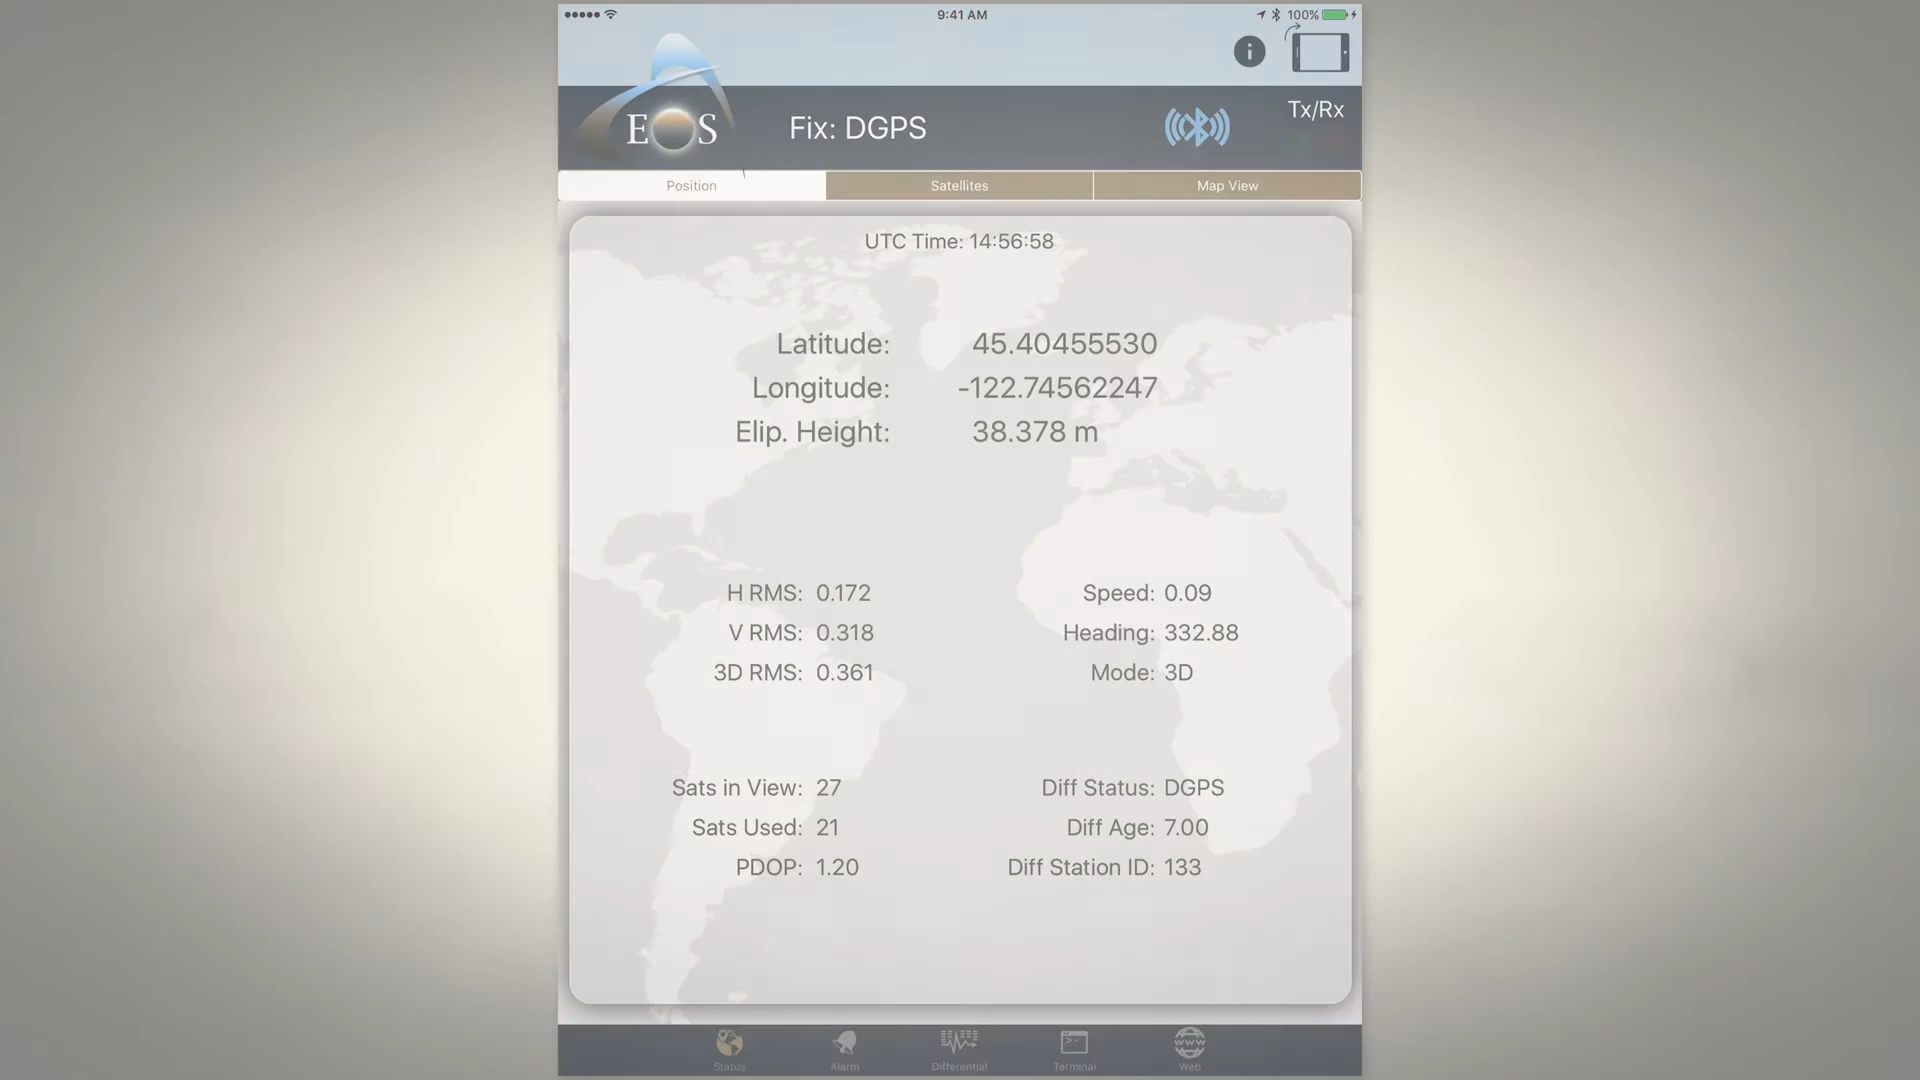 9:41 AM
100%
EOS
Fix: DGPS
Tx/Rx
Position
Satellites
Map View
UTC Time: 14:56:58
Latitude: 45.40455530
Longitude: -122.74562247
Elip. Height: 38.378 m
H RMS: 0.172
Speed: 0.09
V RMS: 0.318
Heading: 332.88
3D RMS: 0.361
Mode: 3D
Sats in View: 27
Diff Status: DGPS
Sats Used: 21
Diff Age: 7.00
PDOP: 1.20
Diff Station ID: 133
www
Status
Alarm
Differential
Terminal
Web